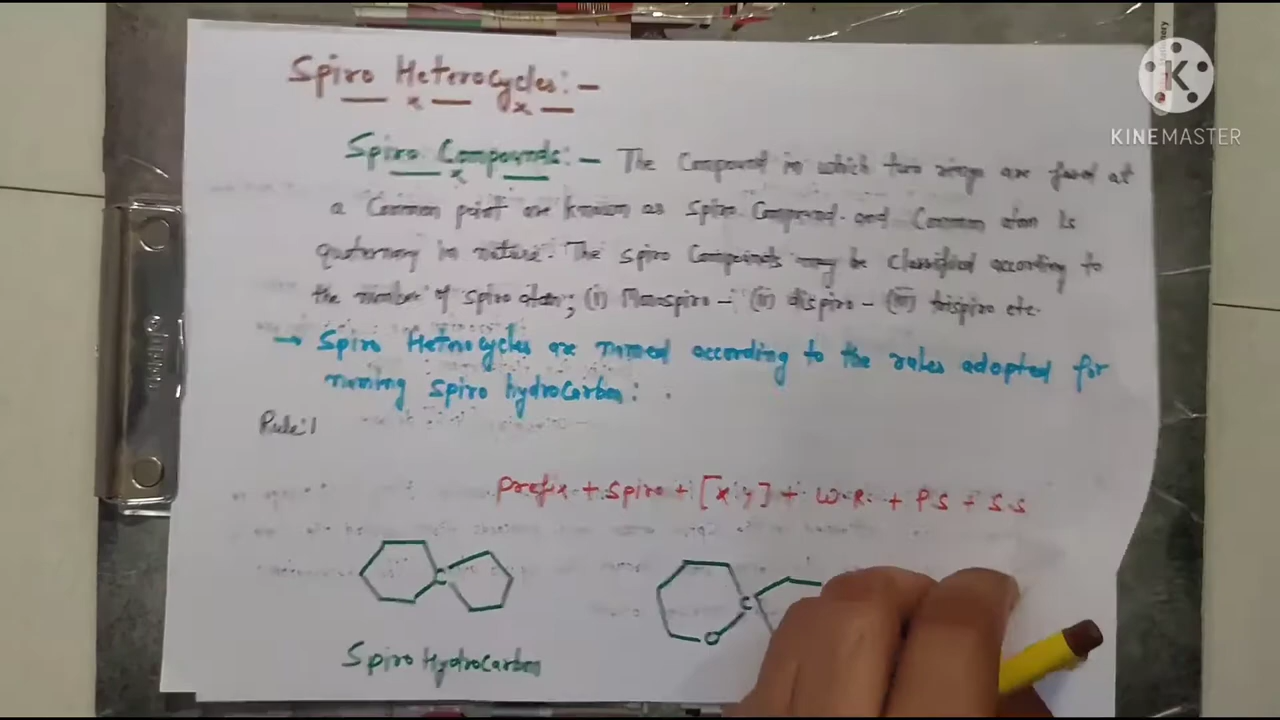 Spiro Heterocycles:-
Spiro Compounds:- The Compound in which two rings are fused at
a Common point are known as Spiro Compound. and Common atom is
quaternary in nature. The Spiro Compounds may be classified according to
the number of spiro atom; (i) Monospiro - (ii) dispiro - (iii) trispiro etc.
→ Spiro Heterocycles are named according to the rules adopted for
naming spiro hydrocarbon:
Rule:1
Prefix + Spiro + [x.y] + W.R. + P.S + S.S
C
C
O
Spiro Hydrocarbon
KINEMASTER